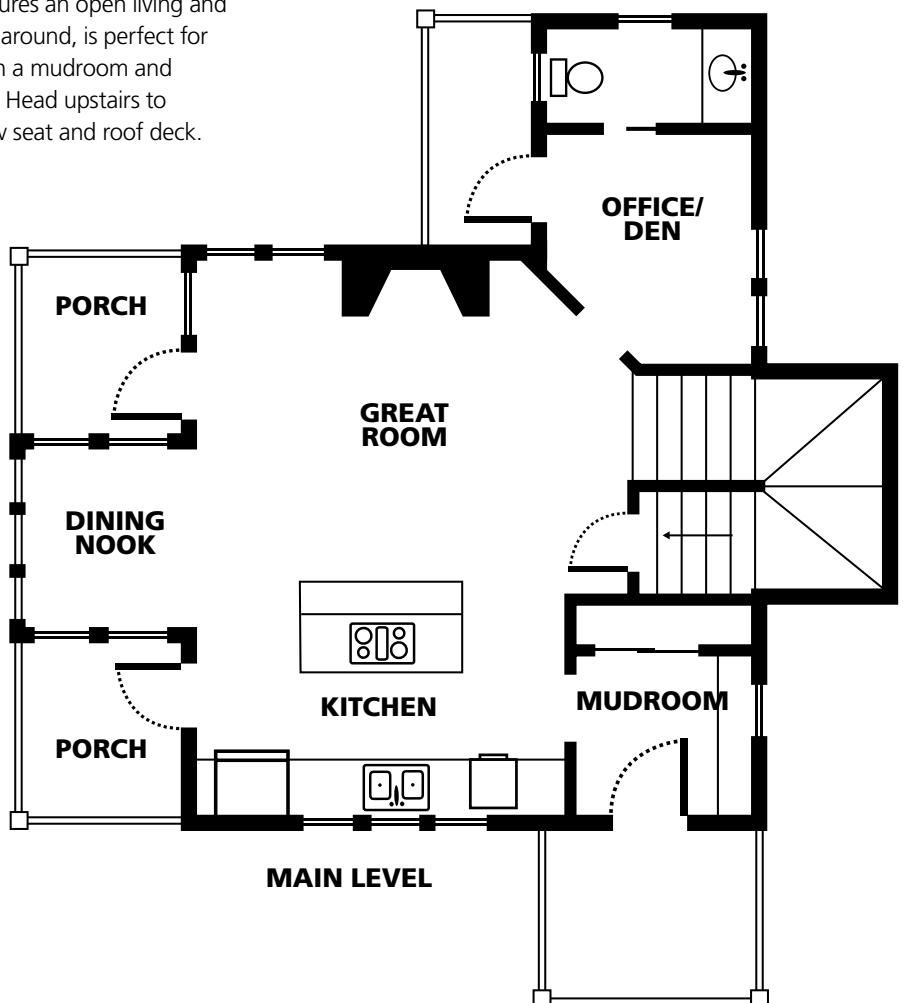 ures an open living and
around, is perfect for
n a mudroom and
Head upstairs to
v seat and roof deck.
OFFICE/
DEN
PORCH
GREAT
ROOM
DINING
NOOK
KITCHEN
MUDROOM
PORCH
MAIN LEVEL